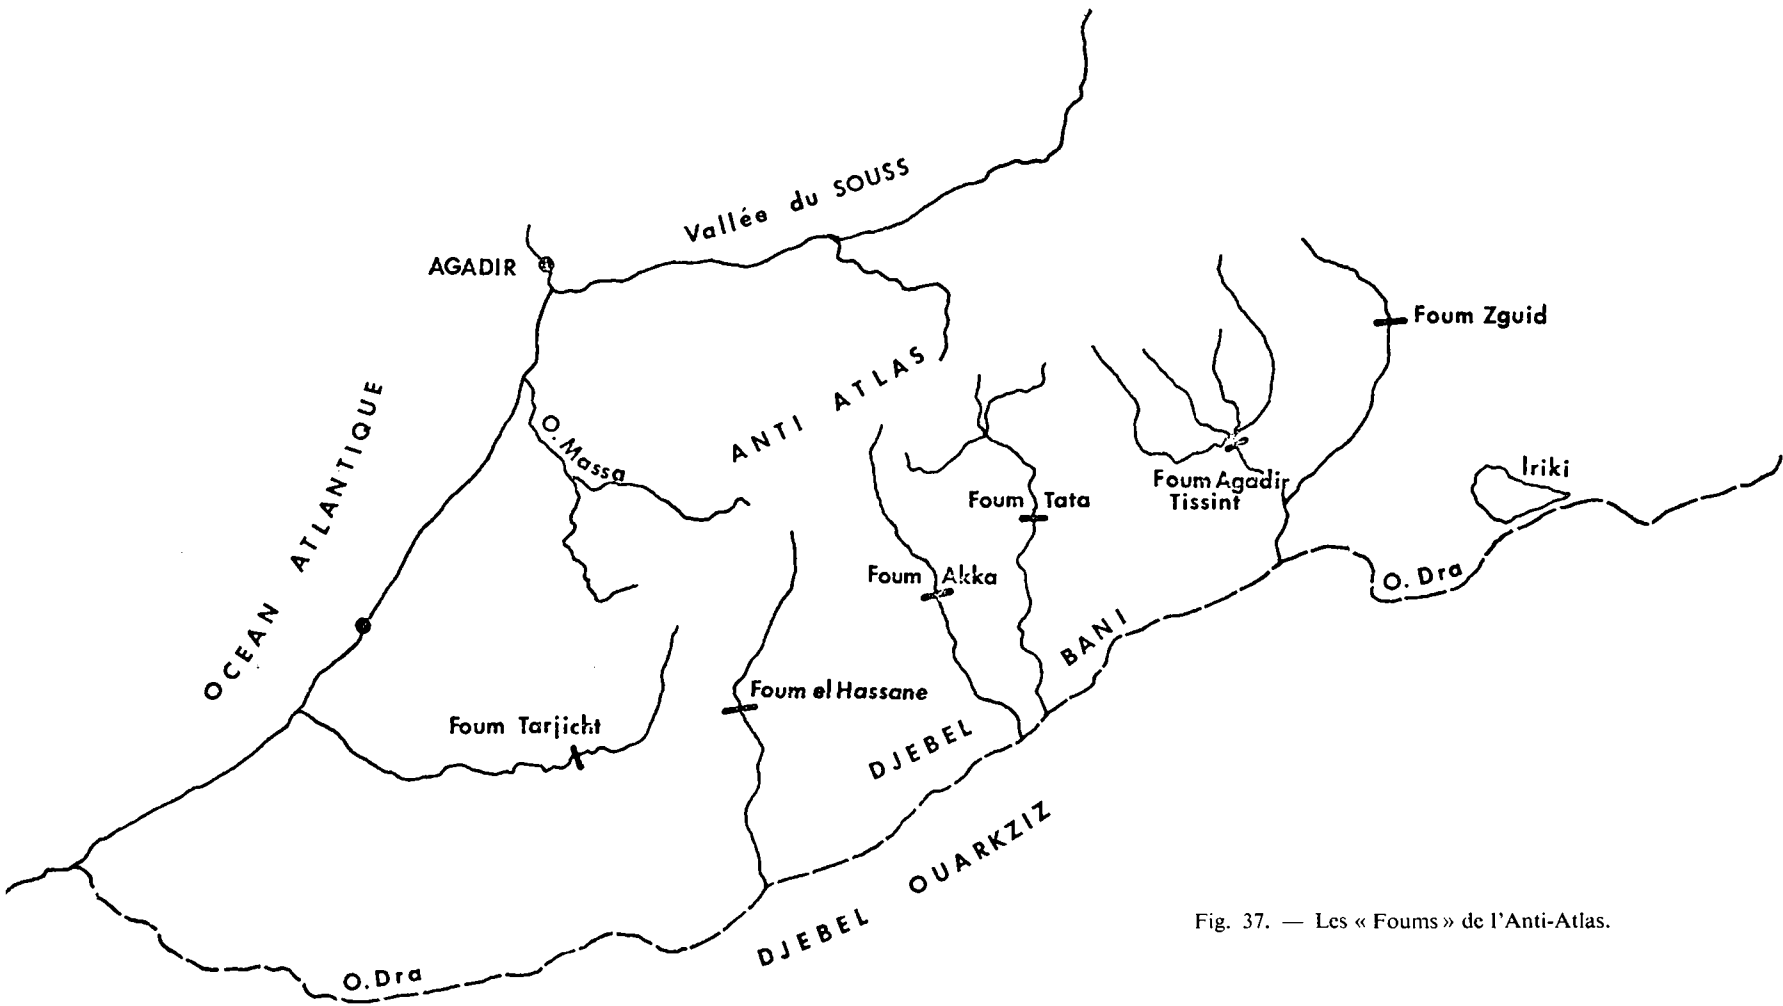 Vallée du SOUSS
AGADIR
Foum Zguid
OCEAN ATLANTIQUE
ANTI ATLAS
O. Massa
Iriki
Foum Agadir
Tissint
Foum Tata
Foum Akka
O. Dra
BANI
Foum el Hassane
Foum Tarjicht
DJEBEL
DJEBEL OUARKZIZ
O. Dra
Fig. 37. — Les « Foums » de l'Anti-Atlas.